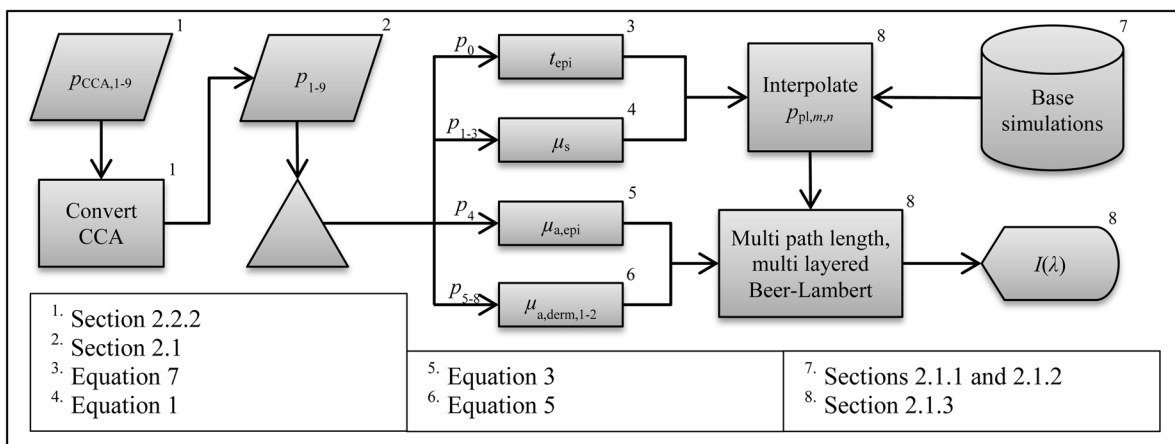 1
p_CCA,1-9
1
Convert
CCA
2
p_1-9
p_0
3
t_epi
p_1-3
4
μ_s
p_4
5
μ_a,epi
p_5-8
6
μ_a,derm,1-2
8
Interpolate
p_pl,m,n
7
Base
simulations
8
Multi path length,
multi layered
Beer-Lambert
8
I(λ)
1. Section 2.2.2
2. Section 2.1
3. Equation 7
4. Equation 1
5. Equation 3
6. Equation 5
7. Sections 2.1.1 and 2.1.2
8. Section 2.1.3